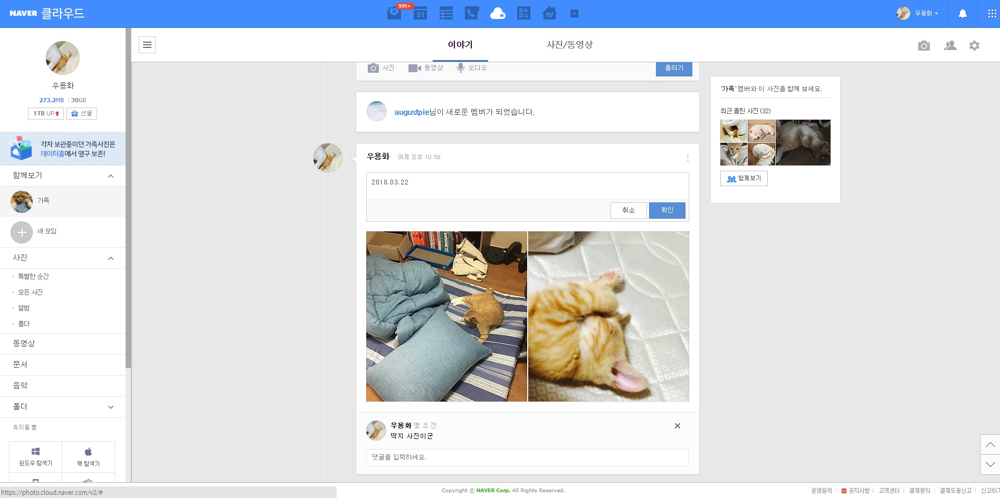 NAVER 클라우드
999+
31
우용화
우용화
273.2MB | 30GB
1TB UP
선물
각자 보관중이던 가족사진은
데이터홈에서 영구 보존!
함께보기
가족
새 모임
사진
· 특별한 순간
· 모든 사진
· 앨범
· 폴더
동영상
문서
음악
폴더
휴지통
윈도우 탐색기
맥 탐색기
https://photo.cloud.naver.com/v2/#
이야기
사진/동영상
사진
동영상
오디오
올리기
augustpie님이 새로운 멤버가 되었습니다.
우용화 어제 오후 10:58
2018.03.22
취소
확인
우용화 몇 초 전
딱지 사진이군
댓글을 입력하세요.
'가족' 멤버와 이 사진을 함께 보세요.
최근 올린 사진 (32)
함께보기
Copyright © NAVER Corp. All Rights Reserved.
운영원칙 | N 공지사항 | 고객센터 | 결제문의 | 결제도용신고 | 신고하기